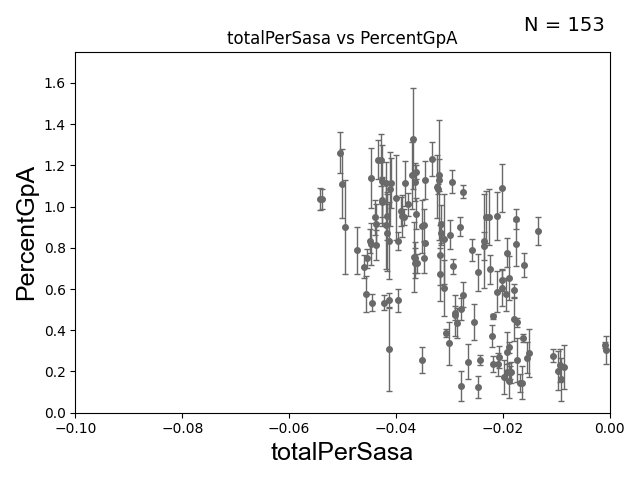 N = 153
totalPerSasa vs PercentGpA
PercentGpA
1.6
1.4
1.2
1.0
0.8
0.6
0.4
0.2
0.0
−0.10 −0.08 −0.06 −0.04 −0.02 0.00
totalPerSasa